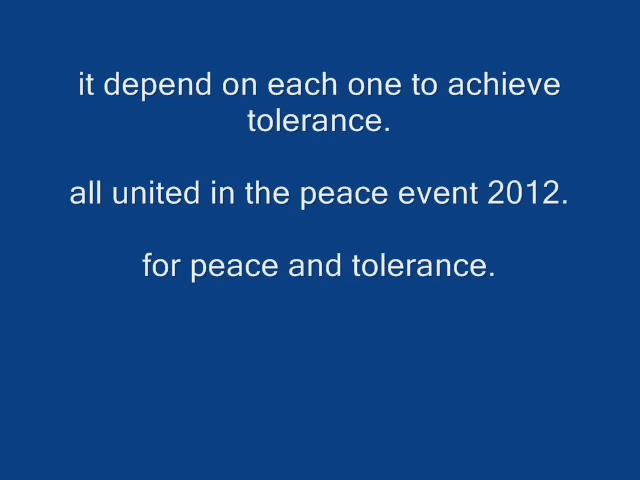 it depend on each one to achieve
tolerance.
all united in the peace event 2012.
for peace and tolerance.